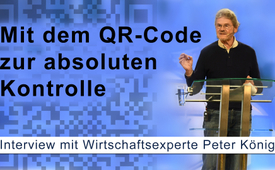 Mit dem QR-Code
zur absoluten
Kontrolle
Interview mit Wirtschaftsexperte Peter König